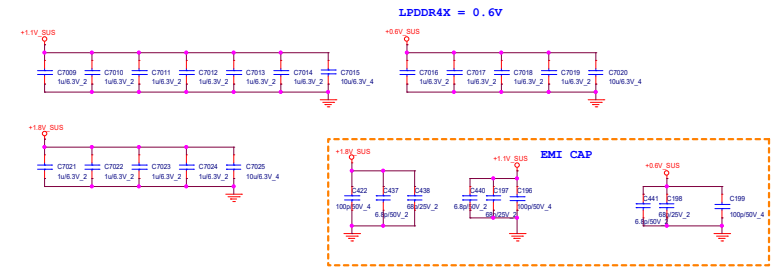 LPDDR4X = 0.6V
+1.1V_SUS
+0.6V_SUS
C7009 C7010 C7011 C7012 C7013 C7014 C7015
1u/6.3V_2 1u/6.3V_2 1u/6.3V_2 1u/6.3V_2 1u/6.3V_2 1u/6.3V_2 10u/6.3V_4
C7016 C7017 C7018 C7019 C7020
1u/6.3V_2 1u/6.3V_2 1u/6.3V_2 1u/6.3V_2 10u/6.3V_4
+1.8V_SUS
C7021 C7022 C7023 C7024 C7025
1u/6.3V_2 1u/6.3V_2 1u/6.3V_2 1u/6.3V_2 10u/6.3V_4
EMI CAP
+1.8V_SUS
C422 C437 C438
100p/50V_4 6.8p/50V_2 68p/25V_2
+1.1V_SUS
C440 C197 C196
6.8p/50V_2 68p/25V_2 100p/50V_4
+0.6V_SUS
C441 C198 C199
6.8p/50V_2 68p/25V_2 100p/50V_4